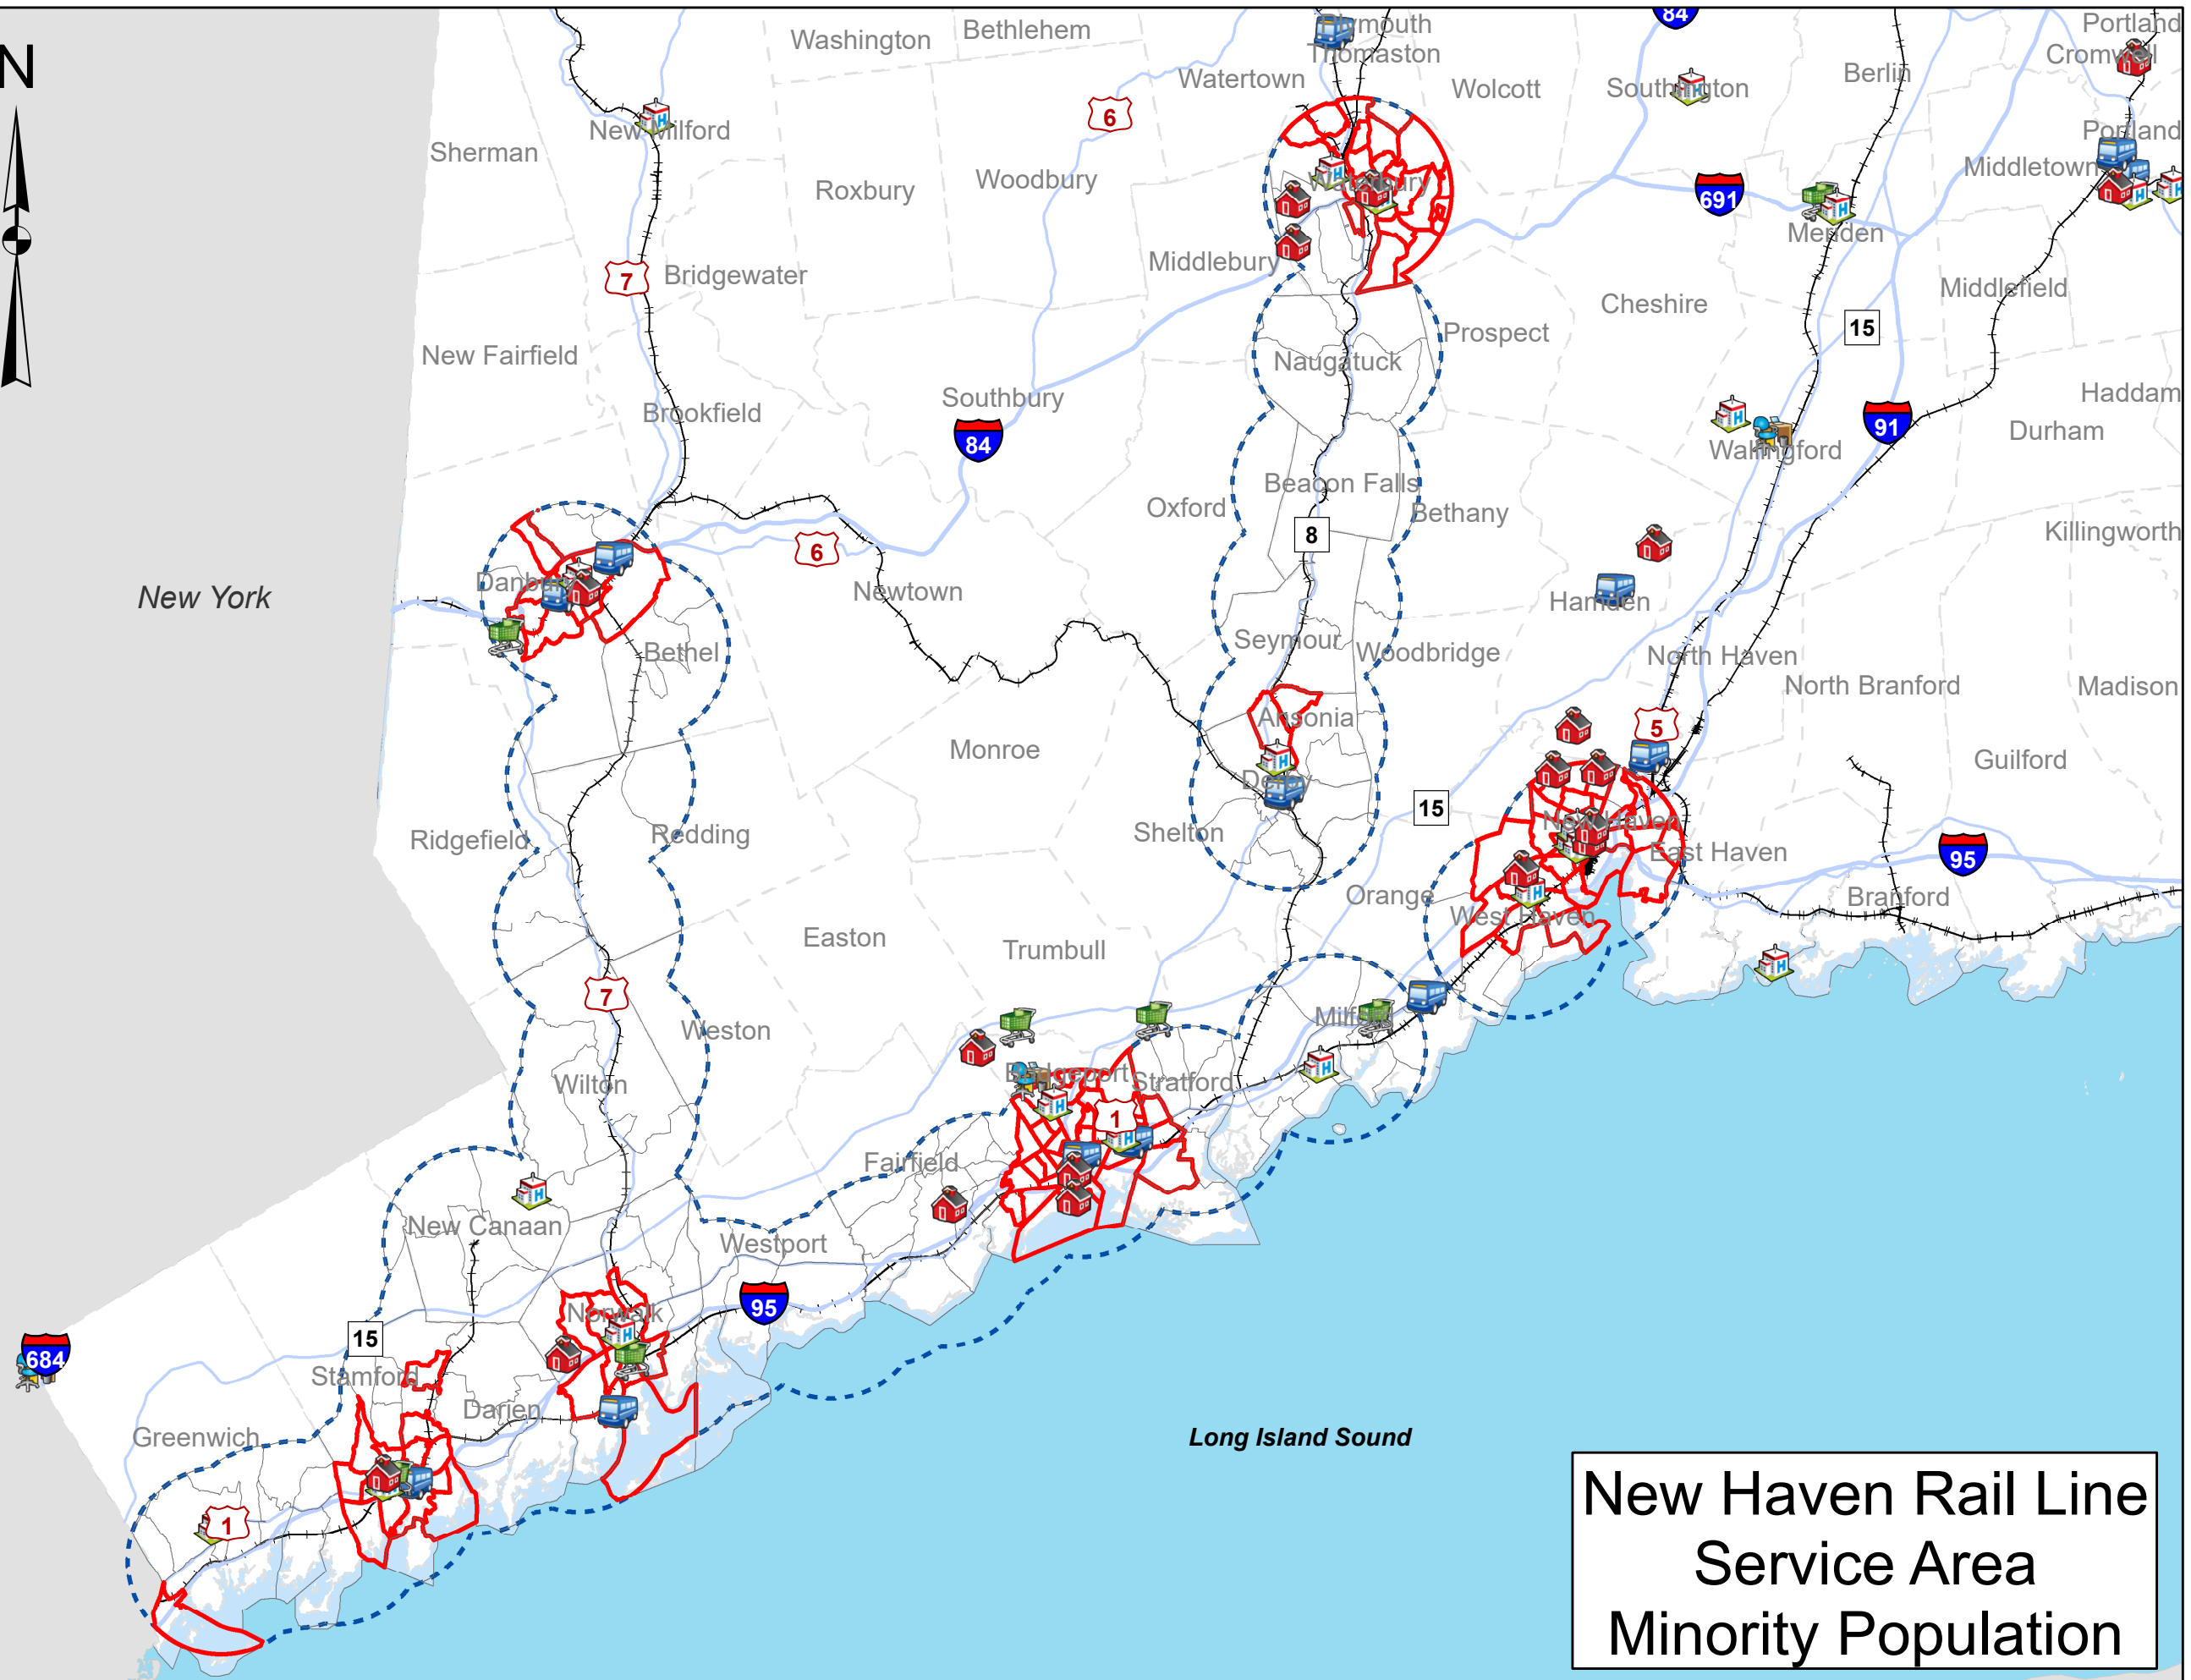 N
Washington
Bethlehem
Plymouth
Thomaston
Watertown
Wolcott
84
Southington
Berlin
Portland
Cromwell
Sherman
New Milford
6
Roxbury
Woodbury
Waterbury
691
Meriden
Portland
Middletown
7
Bridgewater
Middlebury
Cheshire
Middlefield
15
New Fairfield
Prospect
Naugatuck
Brookfield
Southbury
84
Haddam
91
Durham
Wallingford
Oxford
Beacon Falls
Bethany
8
6
Killingworth
New York
Danbury
Newtown
Hamden
Bethel
Seymour
Woodbridge
North Haven
North Branford
Madison
5
Ansonia
Monroe
Guilford
Derby
15
Ridgefield
Redding
Shelton
New Haven
East Haven
95
Orange
West Haven
Branford
Easton
Trumbull
7
Weston
Milford
Wilton
Bridgeport
Stratford
1
Fairfield
New Canaan
Westport
95
Norwalk
15
684
Stamford
Darien
Greenwich
1
Long Island Sound
New Haven Rail Line
Service Area
Minority Population